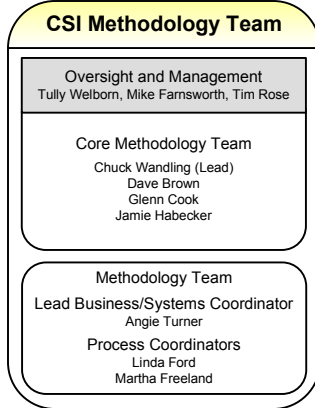 CSI Methodology Team
Oversight and Management
Tully Welborn, Mike Farnsworth, Tim Rose
Core Methodology Team
Chuck Wandling (Lead)
Dave Brown
Glenn Cook
Jamie Habecker
Methodology Team
Lead Business/Systems Coordinator
Angie Turner
Process Coordinators
Linda Ford
Martha Freeland